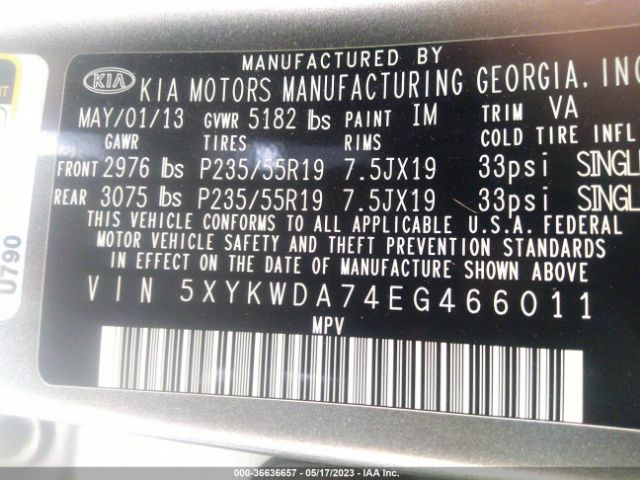 MANUFACTURED BY
KIA KIA MOTORS MANUFACTURING GEORGIA, INC
MAY/01/13 GVWR 5182 lbs PAINT IM TRIM VA
GAWR TIRES RIMS COLD TIRE INFL
FRONT 2976 lbs P235/55R19 7.5JX19 33psi SINGL
REAR 3075 lbs P235/55R19 7.5JX19 33psi SINGL
THIS VEHICLE CONFORMS TO ALL APPLICABLE U.S.A. FEDERAL
MOTOR VEHICLE SAFETY AND THEFT PREVENTION STANDARDS
IN EFFECT ON THE DATE OF MANUFACTURE SHOWN ABOVE
VIN 5XYKWDA74EG466011
MPV
U790
000-36636657 - 05/17/2023 - IAA Inc.